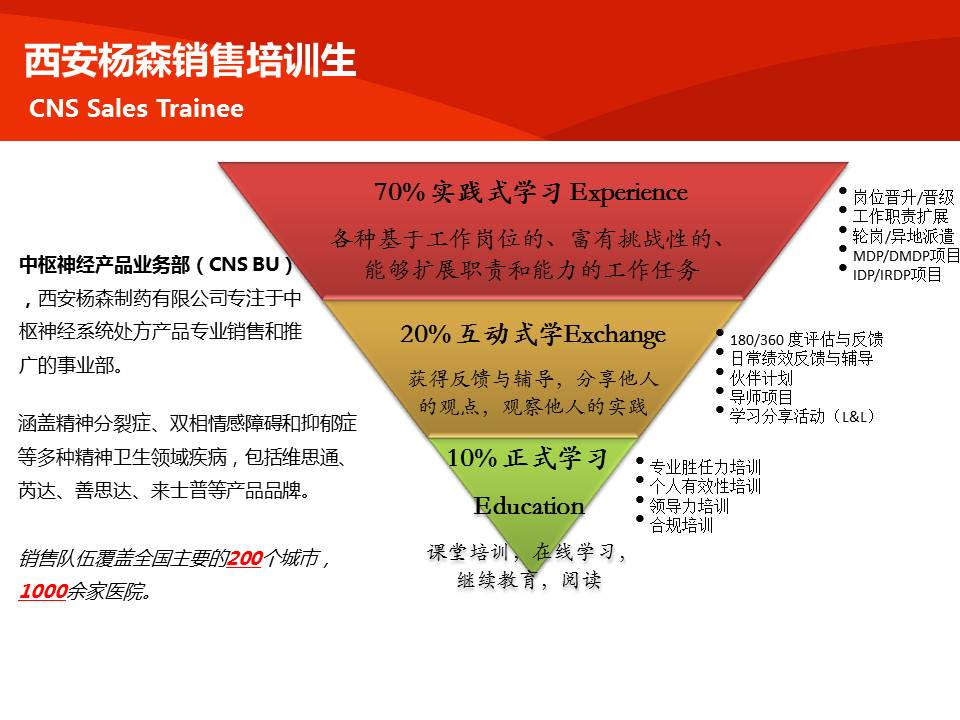 西安杨森销售培训生
CNS Sales Trainee
中枢神经产品业务部（CNS BU）
，西安杨森制药有限公司专注于中
枢神经系统处方产品专业销售和推
广的事业部。
涵盖精神分裂症、双相情感障碍和抑郁症
等多种精神卫生领域疾病，包括维思通、
芮达、善思达、来士普等产品品牌。
销售队伍覆盖全国主要的200个城市，
1000余家医院。
70% 实践式学习 Experience
各种基于工作岗位的、富有挑战性的、
能够扩展职责和能力的工作任务
• 岗位晋升/晋级
• 工作职责扩展
• 轮岗/异地派遣
• MDP/DMDP项目
• IDP/IRDP项目
20% 互动式学Exchange
获得反馈与辅导，分享他人
的观点，观察他人的实践
• 180/360 度评估与反馈
• 日常绩效反馈与辅导
• 伙伴计划
• 导师项目
• 学习分享活动（L&L）
10% 正式学习
Education
课堂培训，在线学习，
继续教育，阅读
• 专业胜任力培训
• 个人有效性培训
• 领导力培训
• 合规培训